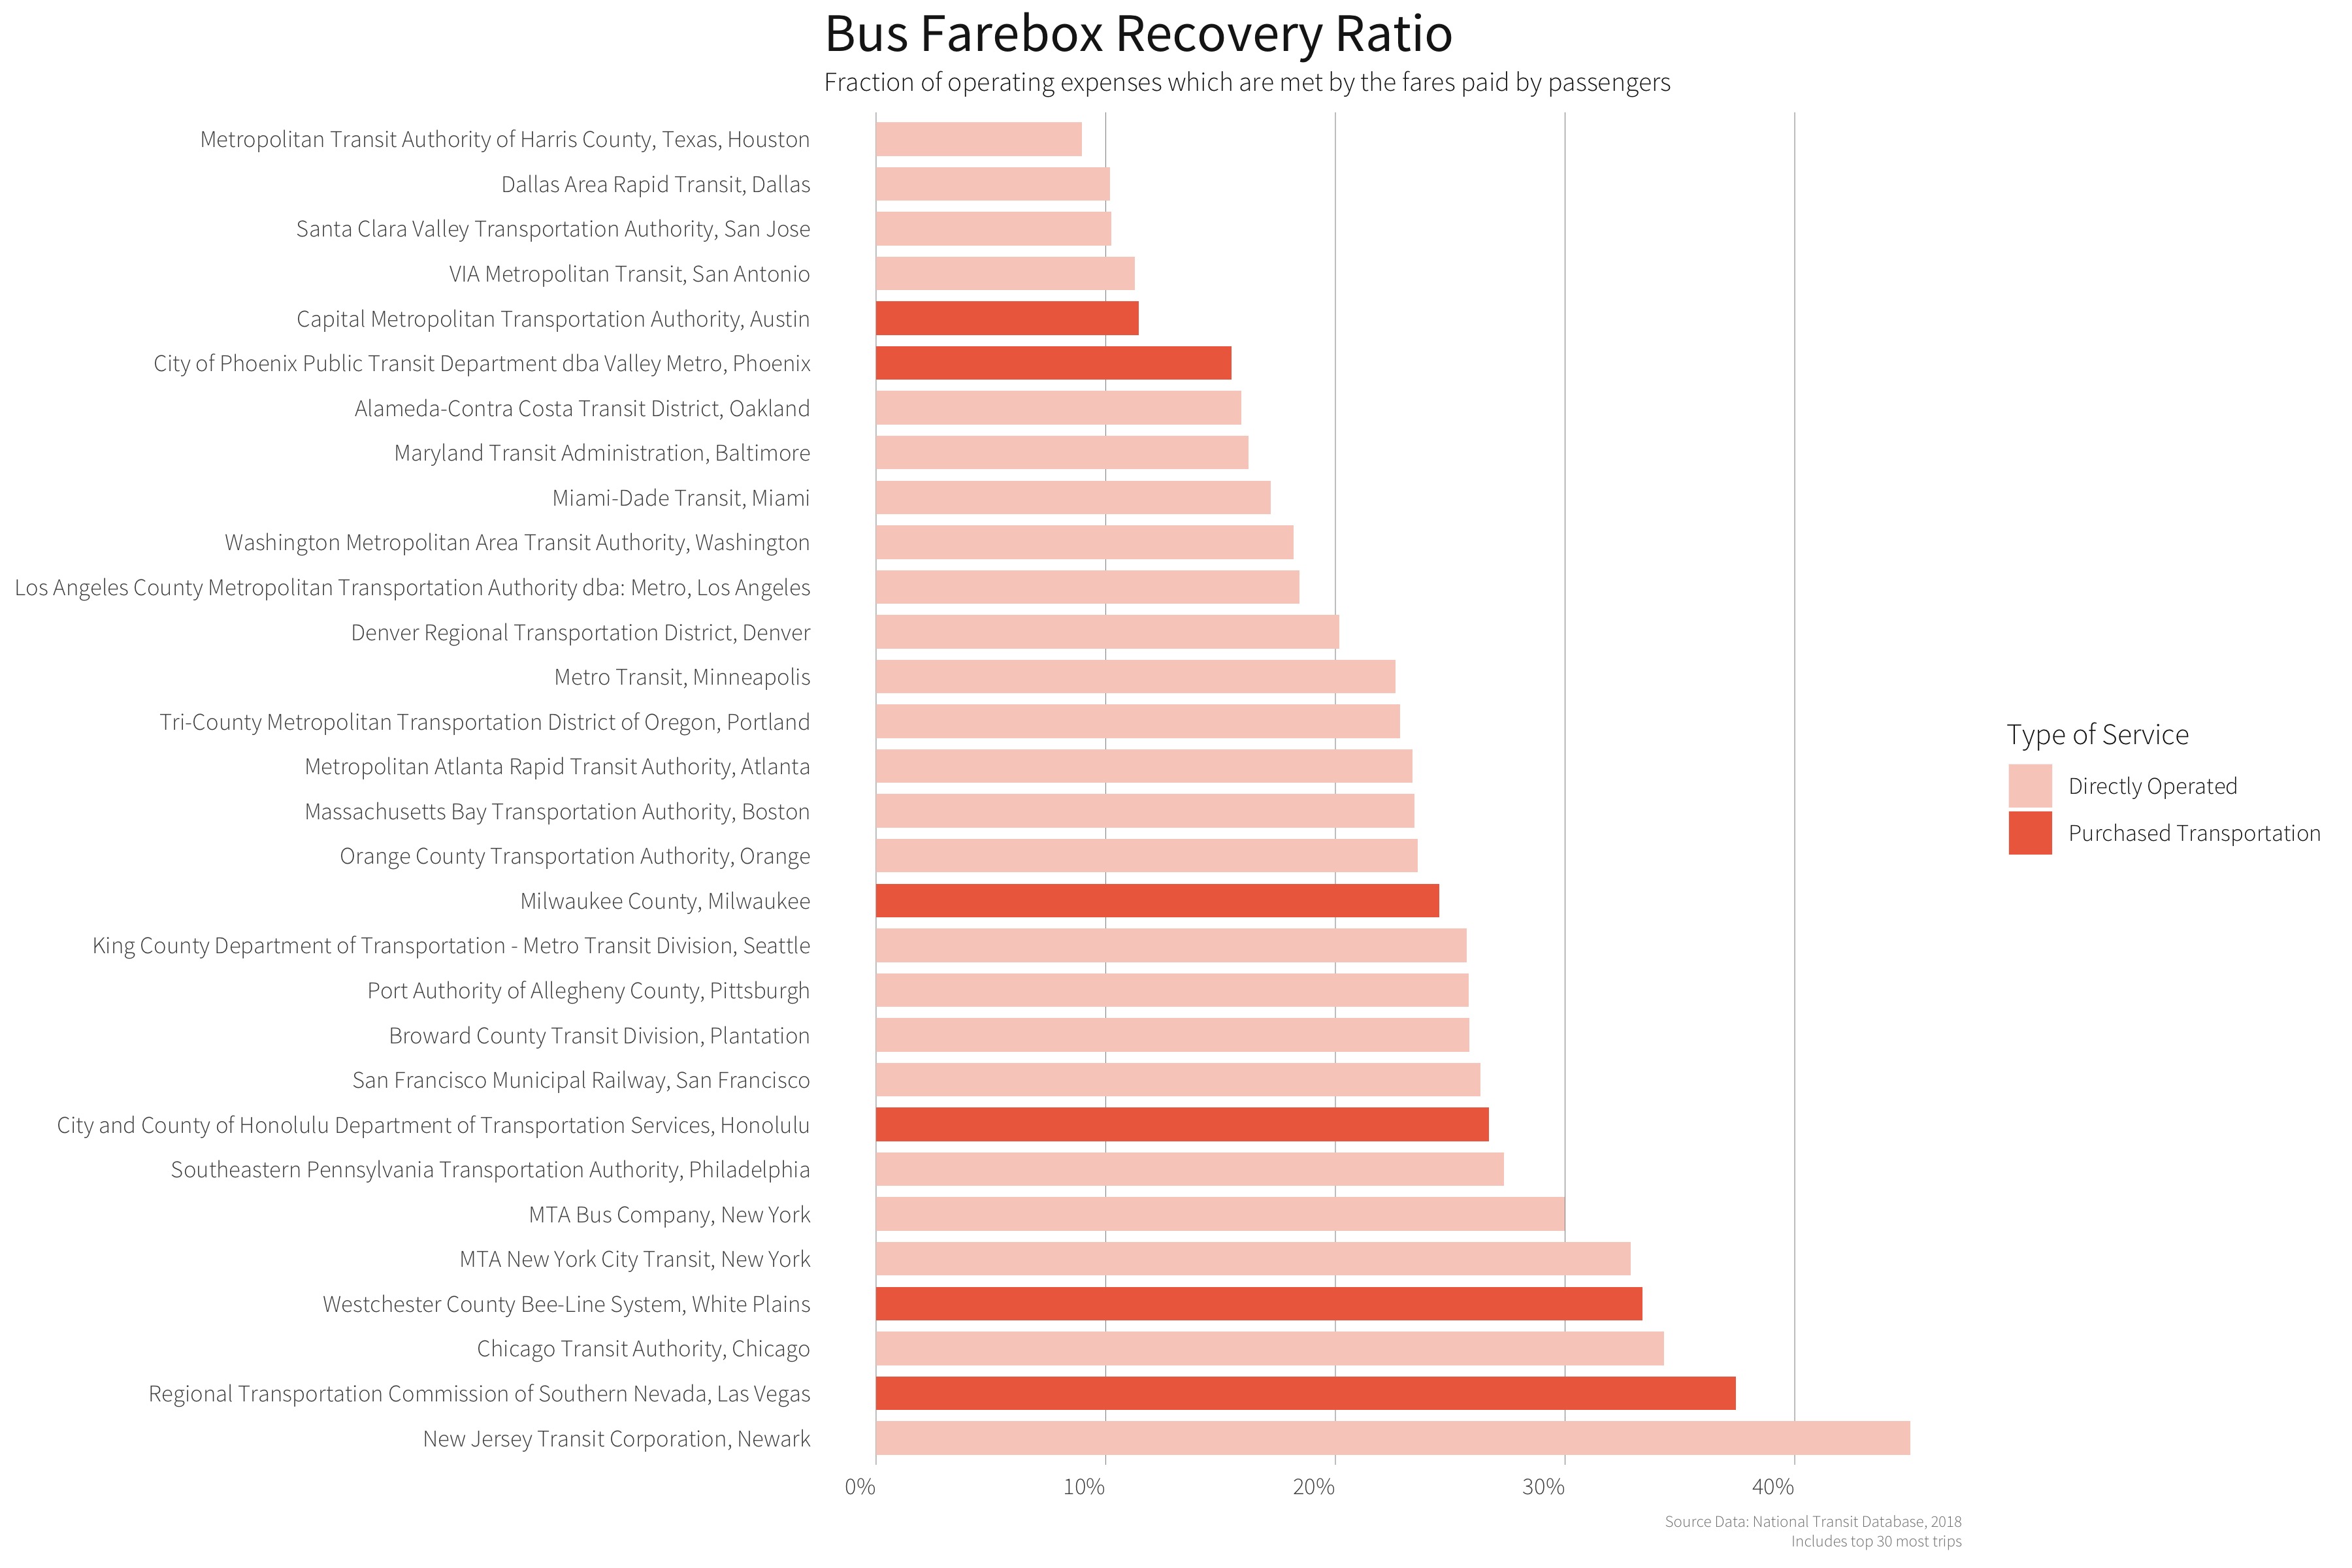 Bus Farebox Recovery Ratio
Fraction of operating expenses which are met by the fares paid by passengers
Metropolitan Transit Authority of Harris County, Texas, Houston
Dallas Area Rapid Transit, Dallas
Santa Clara Valley Transportation Authority, San Jose
VIA Metropolitan Transit, San Antonio
Capital Metropolitan Transportation Authority, Austin
City of Phoenix Public Transit Department dba Valley Metro, Phoenix
Alameda-Contra Costa Transit District, Oakland
Maryland Transit Administration, Baltimore
Miami-Dade Transit, Miami
Washington Metropolitan Area Transit Authority, Washington
Los Angeles County Metropolitan Transportation Authority dba: Metro, Los Angeles
Denver Regional Transportation District, Denver
Metro Transit, Minneapolis
Tri-County Metropolitan Transportation District of Oregon, Portland
Metropolitan Atlanta Rapid Transit Authority, Atlanta
Massachusetts Bay Transportation Authority, Boston
Orange County Transportation Authority, Orange
Milwaukee County, Milwaukee
King County Department of Transportation - Metro Transit Division, Seattle
Port Authority of Allegheny County, Pittsburgh
Broward County Transit Division, Plantation
San Francisco Municipal Railway, San Francisco
City and County of Honolulu Department of Transportation Services, Honolulu
Southeastern Pennsylvania Transportation Authority, Philadelphia
MTA Bus Company, New York
MTA New York City Transit, New York
Westchester County Bee-Line System, White Plains
Chicago Transit Authority, Chicago
Regional Transportation Commission of Southern Nevada, Las Vegas
New Jersey Transit Corporation, Newark
0% 10% 20% 30% 40%
Type of Service
Directly Operated
Purchased Transportation
Source Data: National Transit Database, 2018
Includes top 30 most trips